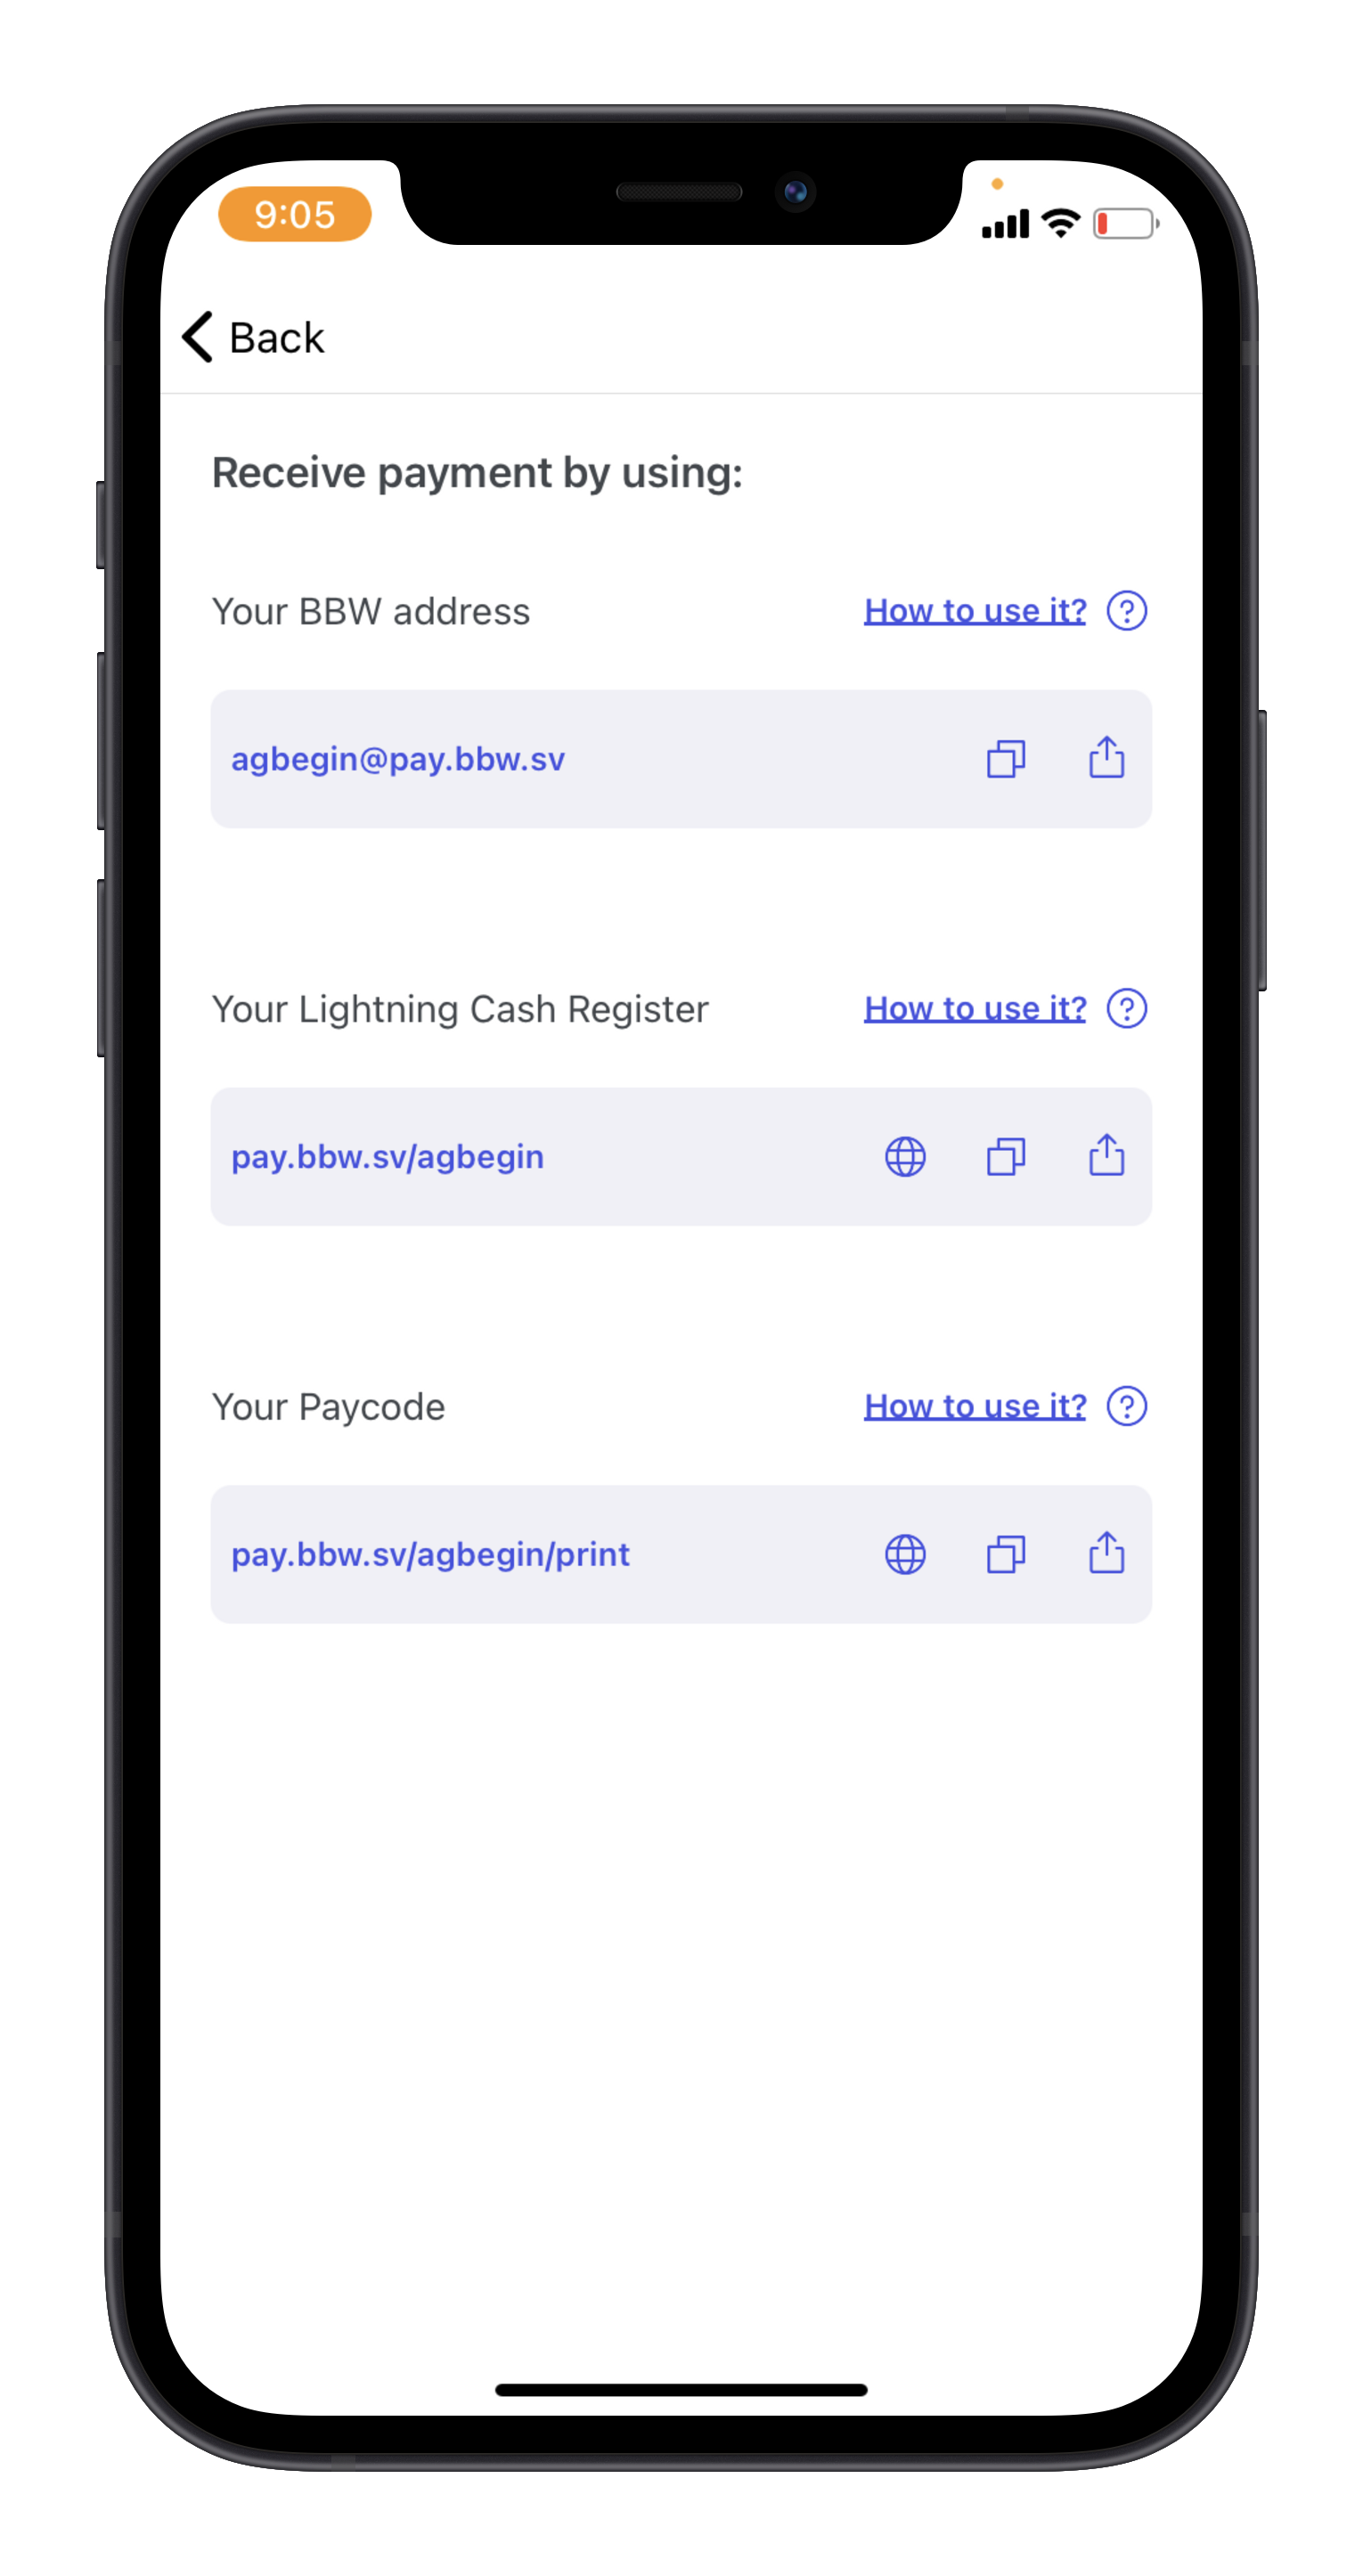 9:05
Back
Receive payment by using:
Your BBW address How to use it?
agbegin@pay.bbw.sv
Your Lightning Cash Register How to use it?
pay.bbw.sv/agbegin
Your Paycode How to use it?
pay.bbw.sv/agbegin/print